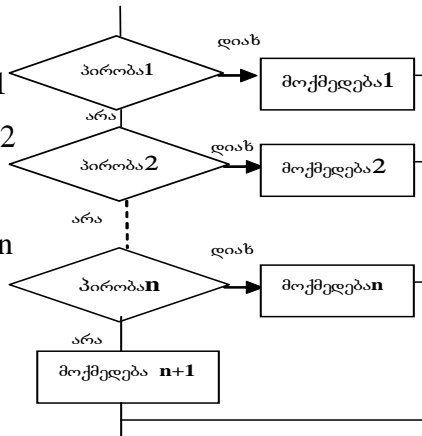 დიახ
პირობა1
მოქმედება1
1
არა
2
დიახ
პირობა2
მოქმედება2
არა
n
დიახ
პირობაn
მოქმედებაn
არა
მოქმედება n+1